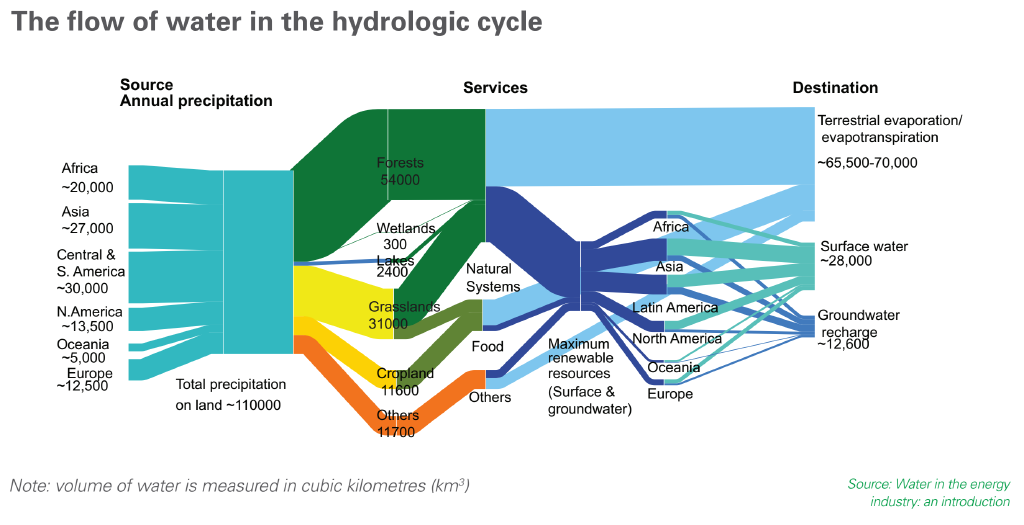 The flow of water in the hydrologic cycle
Source
Annual precipitation
Services
Destination
Africa
~20,000
Asia
~27,000
Central &
S. America
~30,000
N.America
~13,500
Oceania
~5,000
Europe
~12,500
Total precipitation
on land ~110000
Forests
54000
Wetlands
300
Lakes
2400
Grasslands
31000
Cropland
11600
Others
11700
Natural
Systems
Food
Others
Maximum
renewable
resources
(Surface &
groundwater)
Africa
Asia
Latin America
North America
Oceania
Europe
Terrestrial evaporation/
evapotranspiration
~65,500-70,000
Surface water
~28,000
Groundwater
recharge
~12,600
Note: volume of water is measured in cubic kilometres (km³)
Source: Water in the energy
industry: an introduction